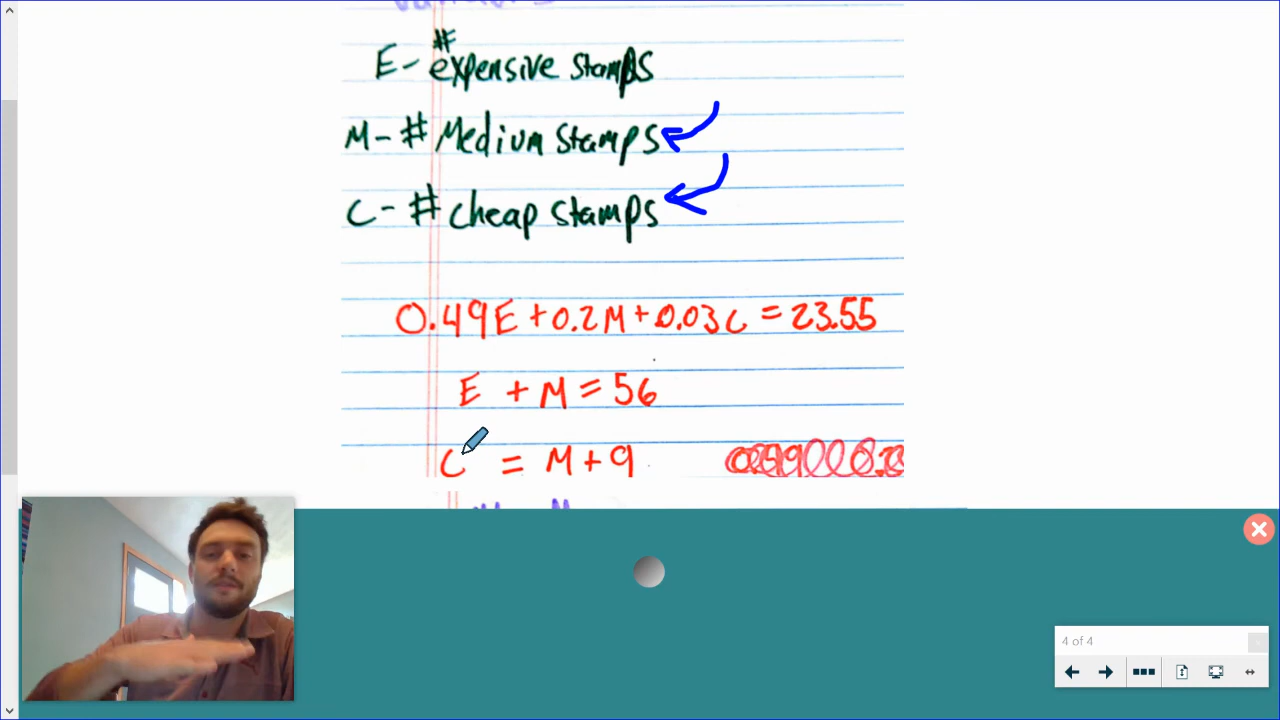 #
E - expensive stamps
M - # Medium stamps
C - # cheap stamps
0.49E + 0.2M + 0.03C = 23.55
E + M = 56
C = M + 9
4 of 4